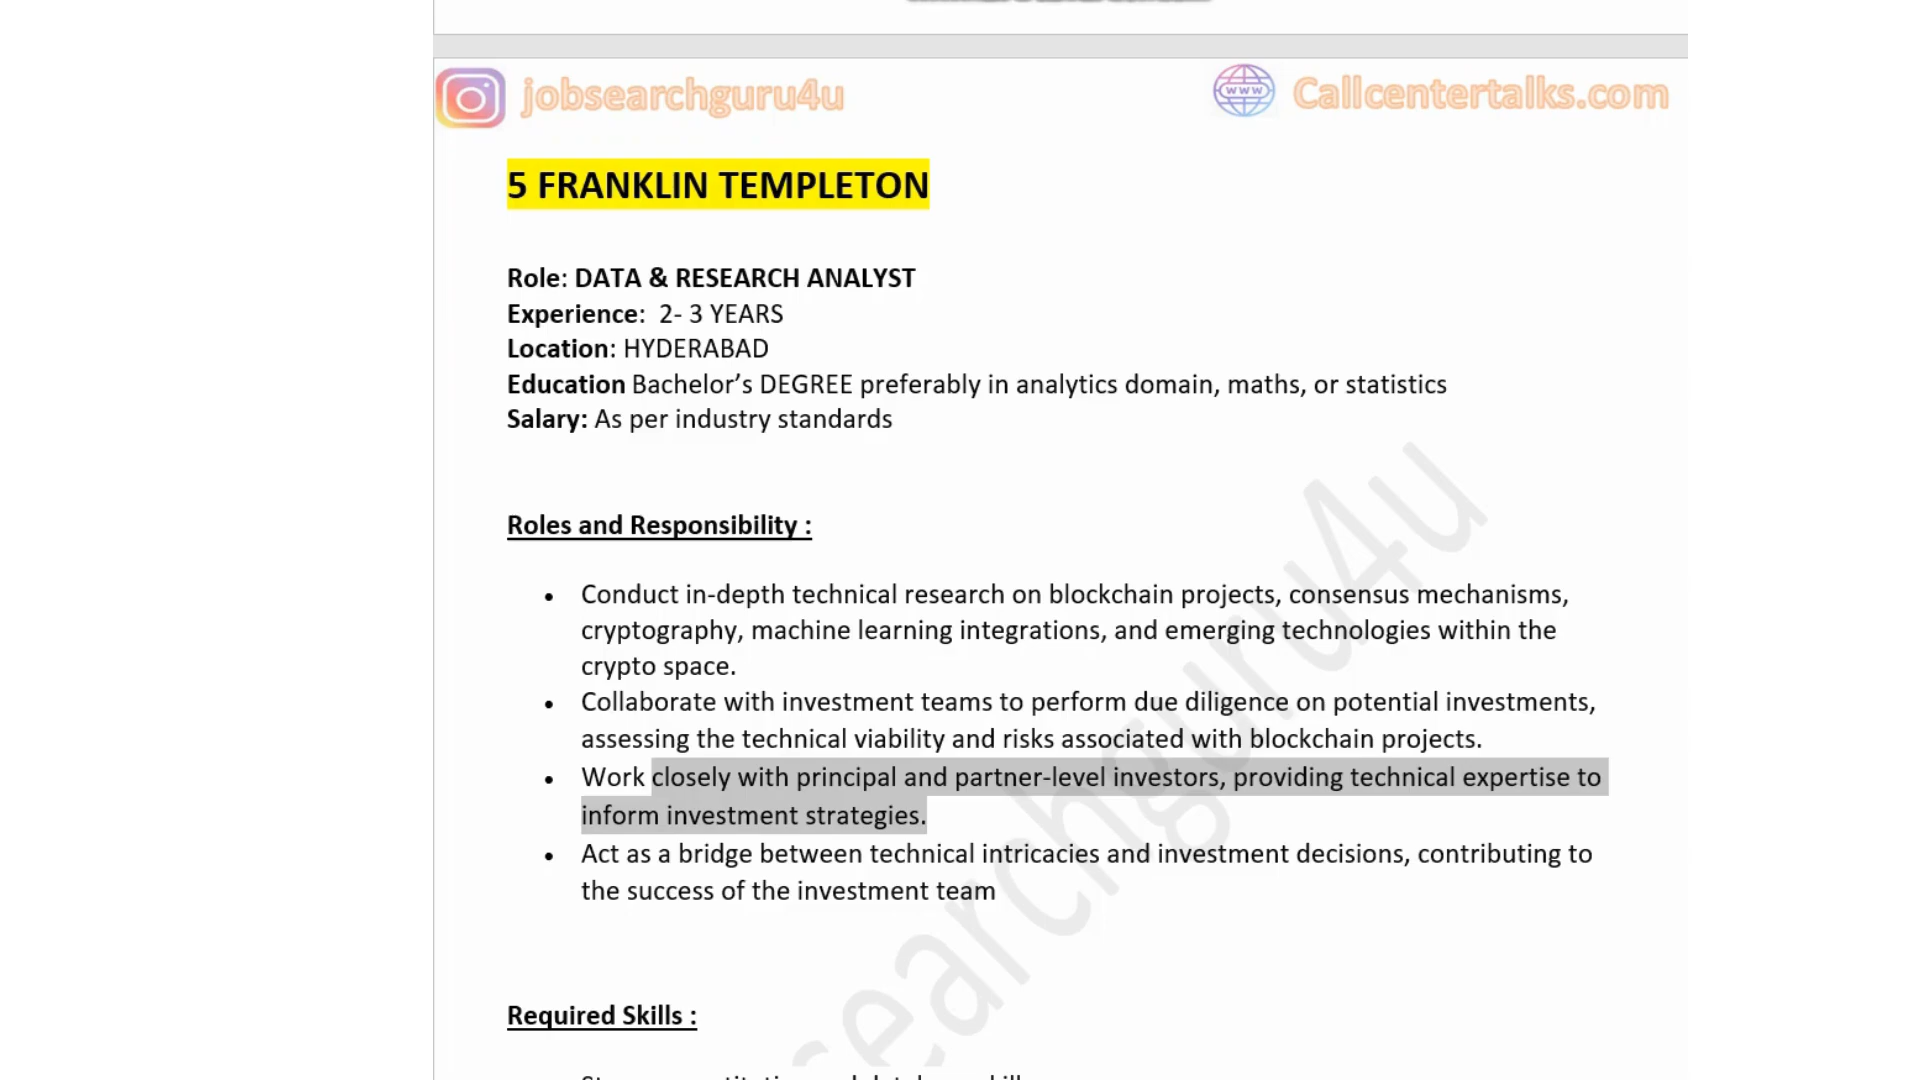 jobsearchguru4u
www
Callcentertalks.com
5 FRANKLIN TEMPLETON
Role: DATA & RESEARCH ANALYST
Experience:  2- 3 YEARS
Location: HYDERABAD
Education Bachelor’s DEGREE preferably in analytics domain, maths, or statistics
Salary: As per industry standards
Roles and Responsibility :
• Conduct in-depth technical research on blockchain projects, consensus mechanisms,
cryptography, machine learning integrations, and emerging technologies within the
crypto space.
• Collaborate with investment teams to perform due diligence on potential investments,
assessing the technical viability and risks associated with blockchain projects.
• Work closely with principal and partner-level investors, providing technical expertise to
inform investment strategies.
• Act as a bridge between technical intricacies and investment decisions, contributing to
the success of the investment team
searchguru4u
Required Skills :